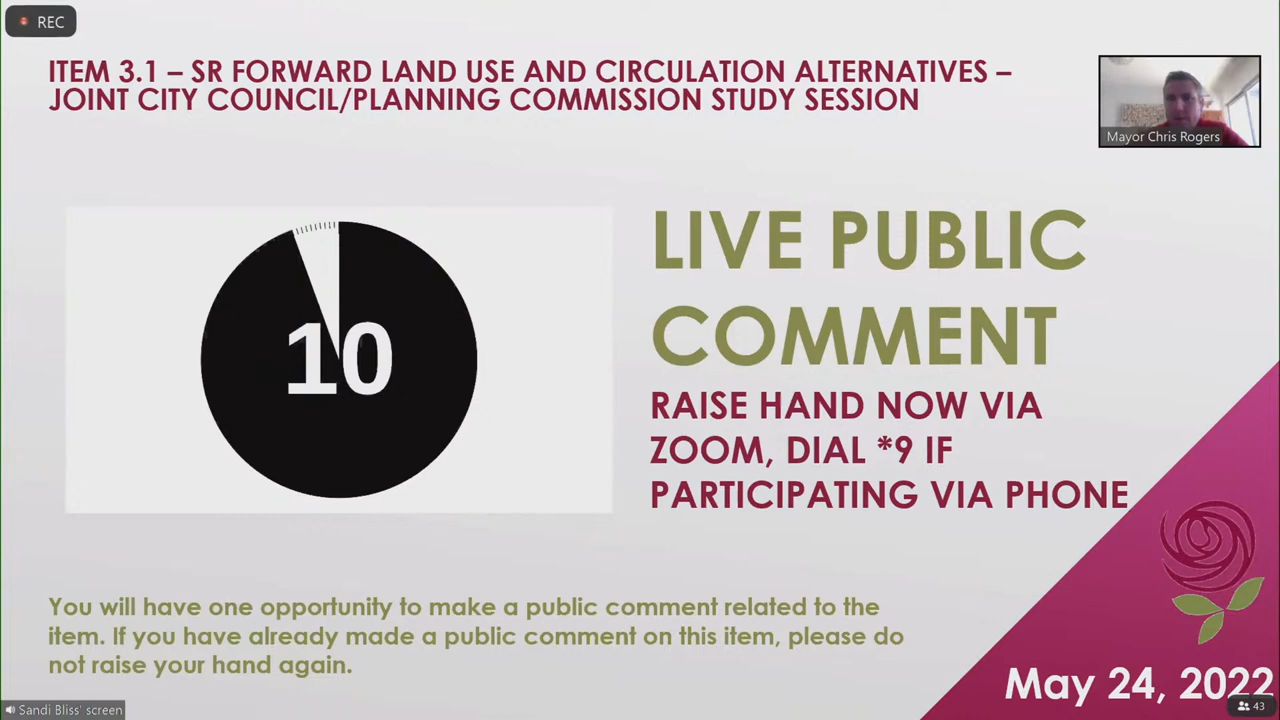 REC
ITEM 3.1 – SR FORWARD LAND USE AND CIRCULATION ALTERNATIVES –
JOINT CITY COUNCIL/PLANNING COMMISSION STUDY SESSION
Mayor Chris Rogers
10
LIVE PUBLIC
COMMENT
RAISE HAND NOW VIA
ZOOM, DIAL *9 IF
PARTICIPATING VIA PHONE
You will have one opportunity to make a public comment related to the
item. If you have already made a public comment on this item, please do
not raise your hand again.
May 24, 2022
Sandi Bliss' screen
43